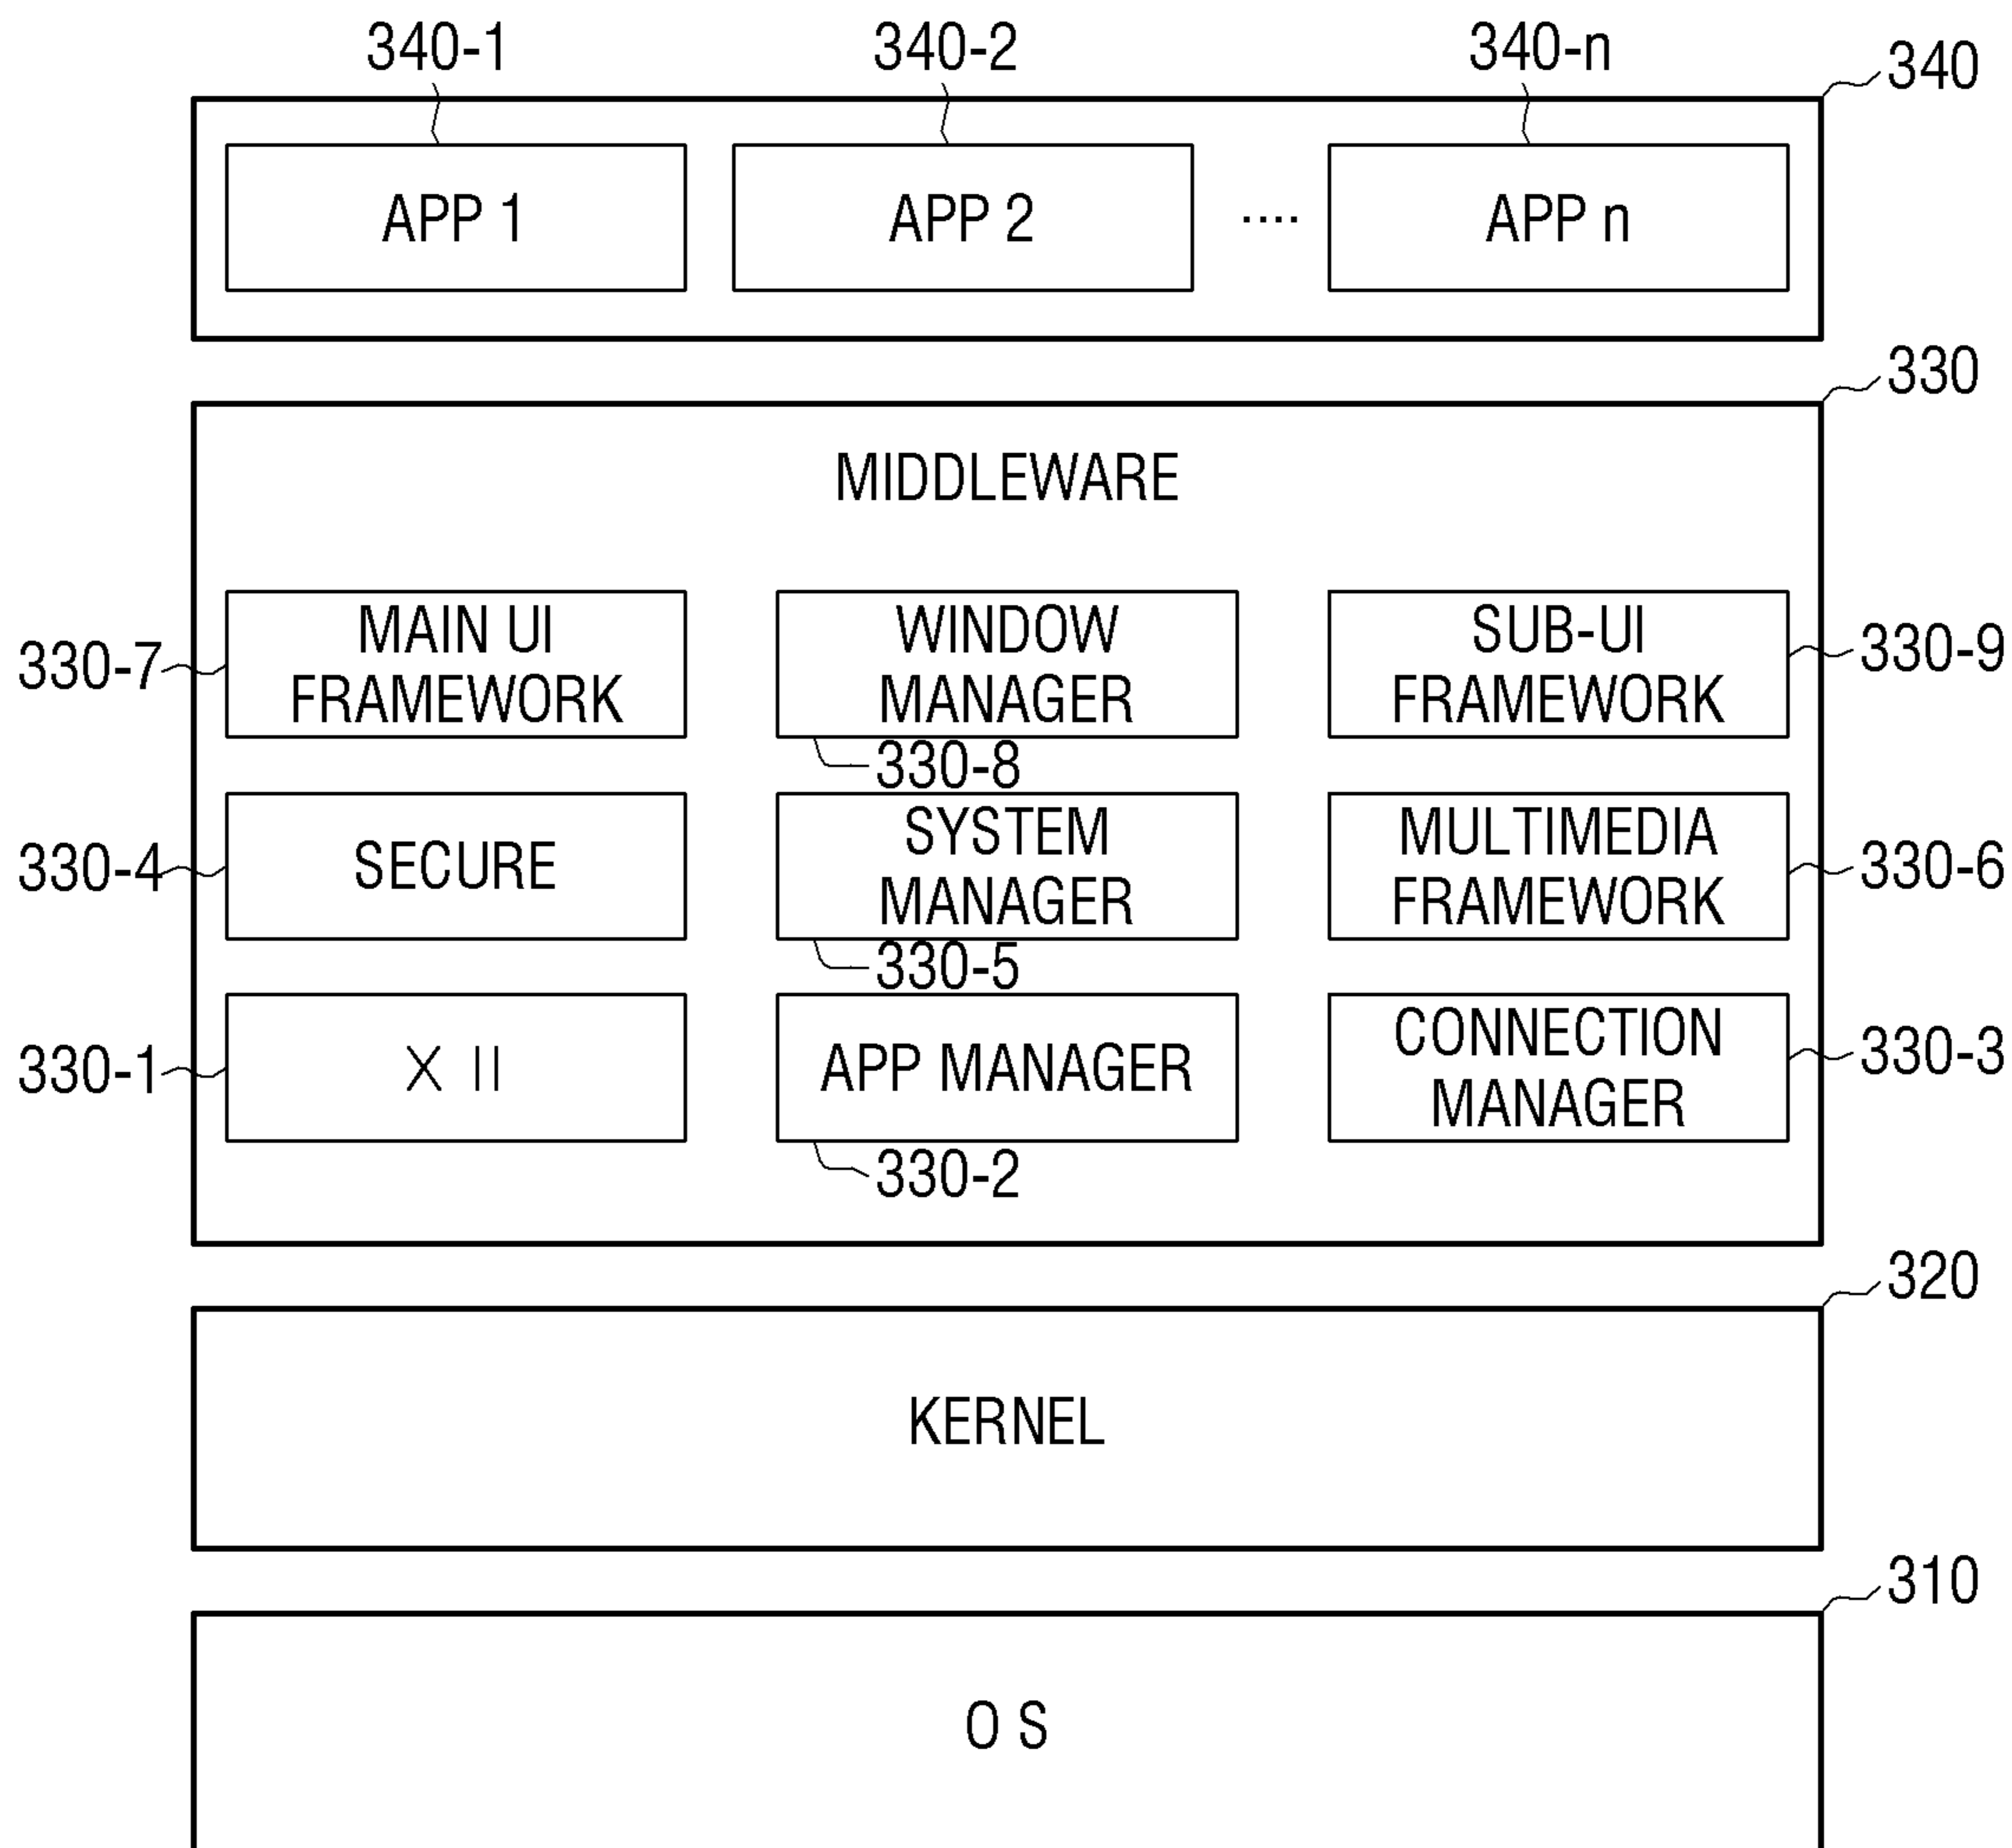 340-1 340-2 340-n
340
APP 1 APP 2 .... APP n
330
MIDDLEWARE
MAIN UI WINDOW SUB-UI
330-7 330-9
FRAMEWORK MANAGER FRAMEWORK
330-8
SYSTEM MULTIMEDIA
330-4 SECURE 330-6
MANAGER FRAMEWORK
330-5
CONNECTION
330-1 X II APP MANAGER 330-3
MANAGER
330-2
320
KERNEL
310
O S